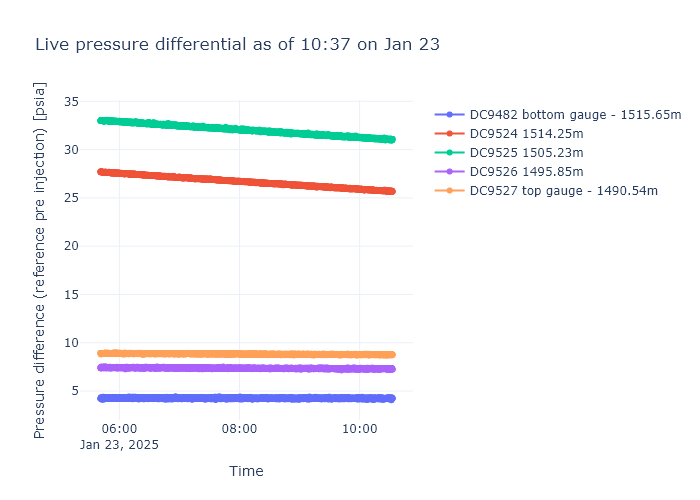 Live pressure differential as of 10:37 on Jan 23
Pressure difference (reference pre injection) [psia]
35
30
25
20
15
10
5
06:00
Jan 23, 2025
08:00
10:00
Time
DC9482 bottom gauge - 1515.65m
DC9524 1514.25m
DC9525 1505.23m
DC9526 1495.85m
DC9527 top gauge - 1490.54m